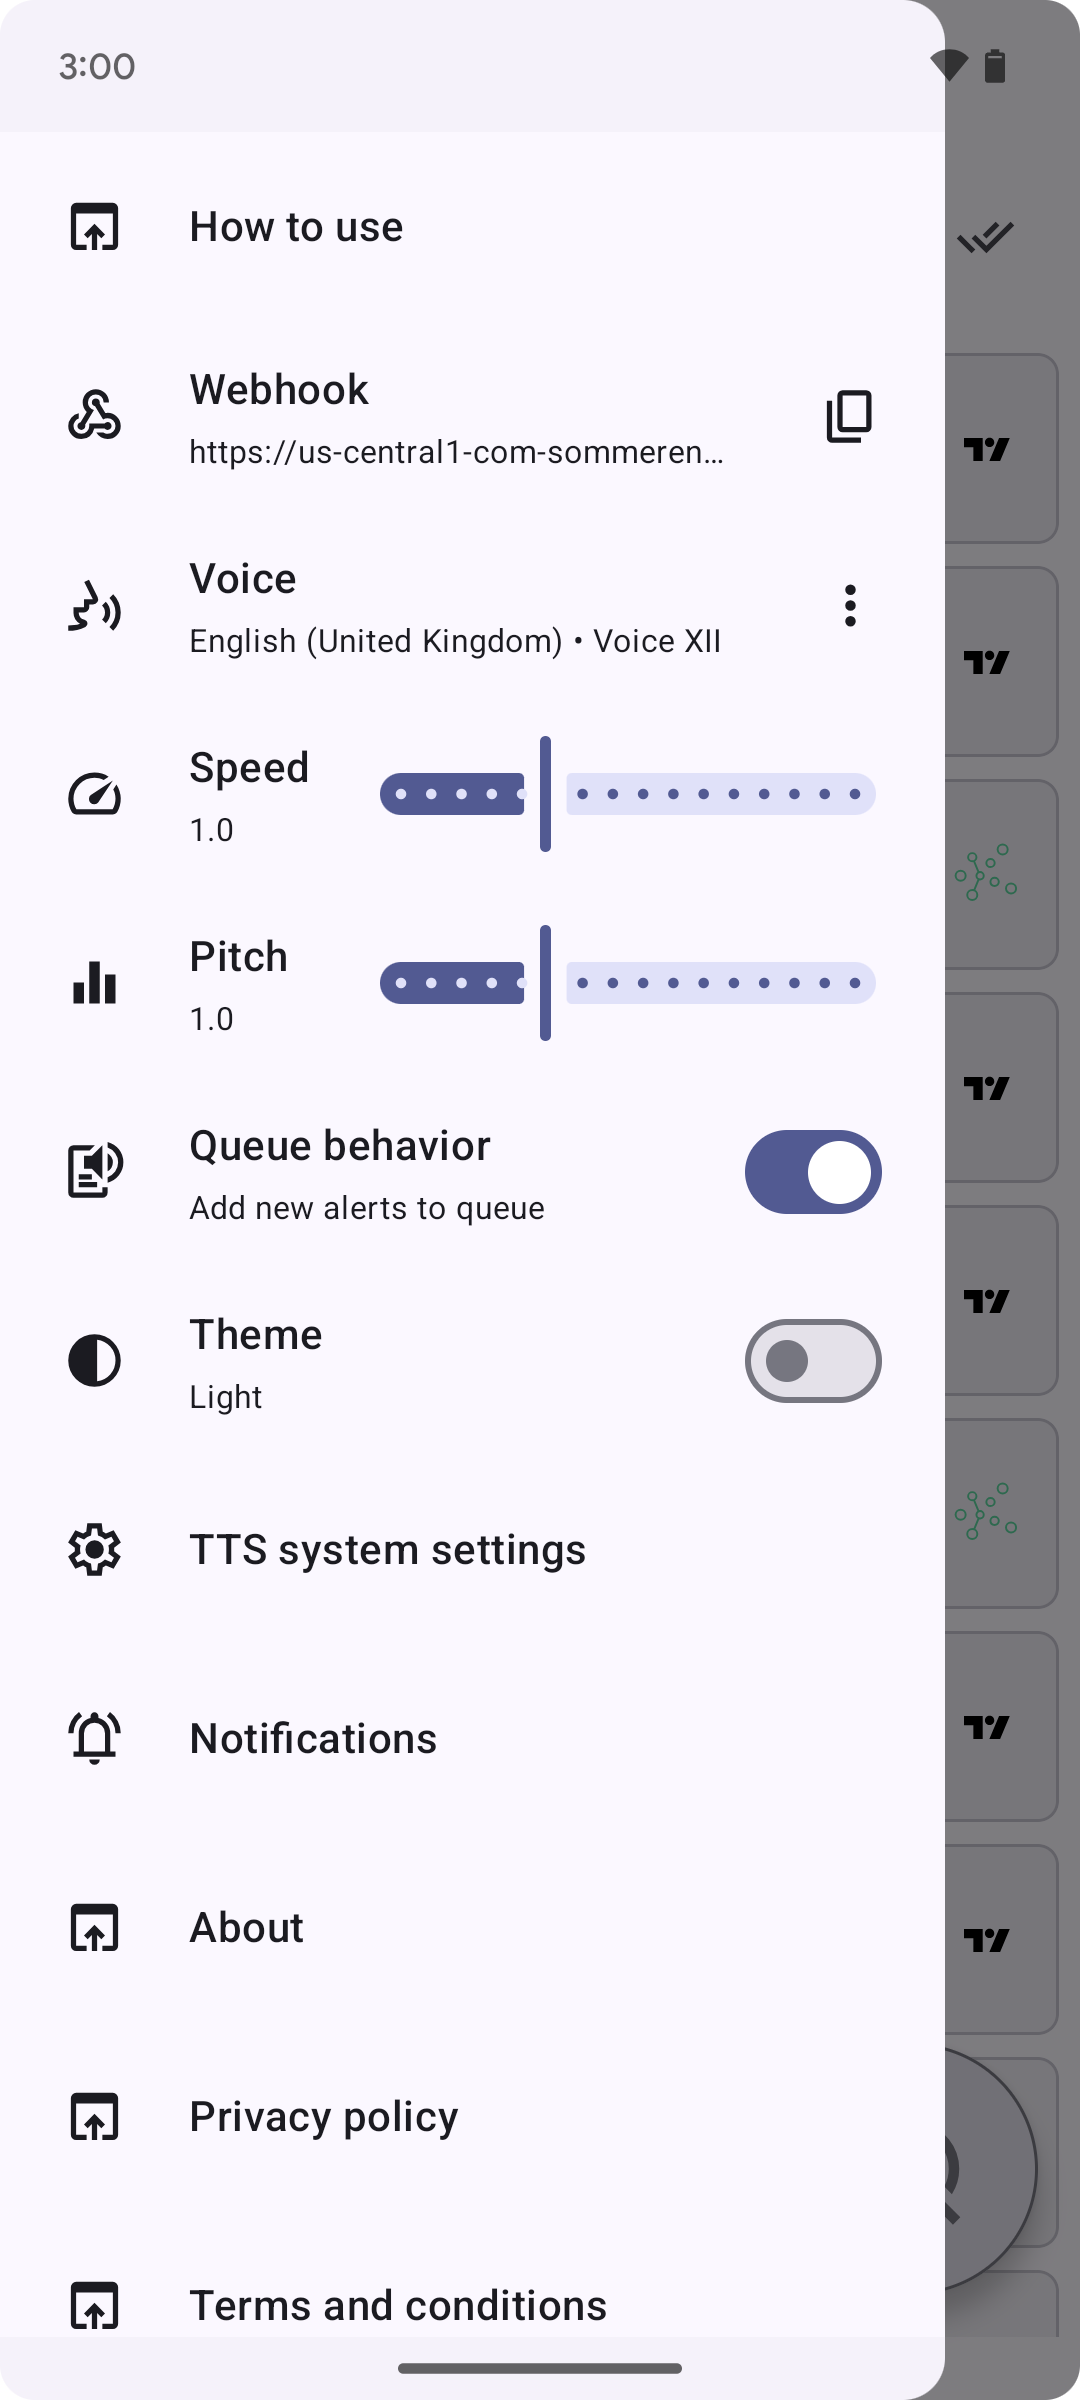 3:00
How to use
Webhook
https://us-central1-com-sommeren…
Voice
English (United Kingdom) • Voice XII
Speed
1.0
Pitch
1.0
Queue behavior
Add new alerts to queue
Theme
Light
TTS system settings
Notifications
About
Privacy policy
Terms and conditions